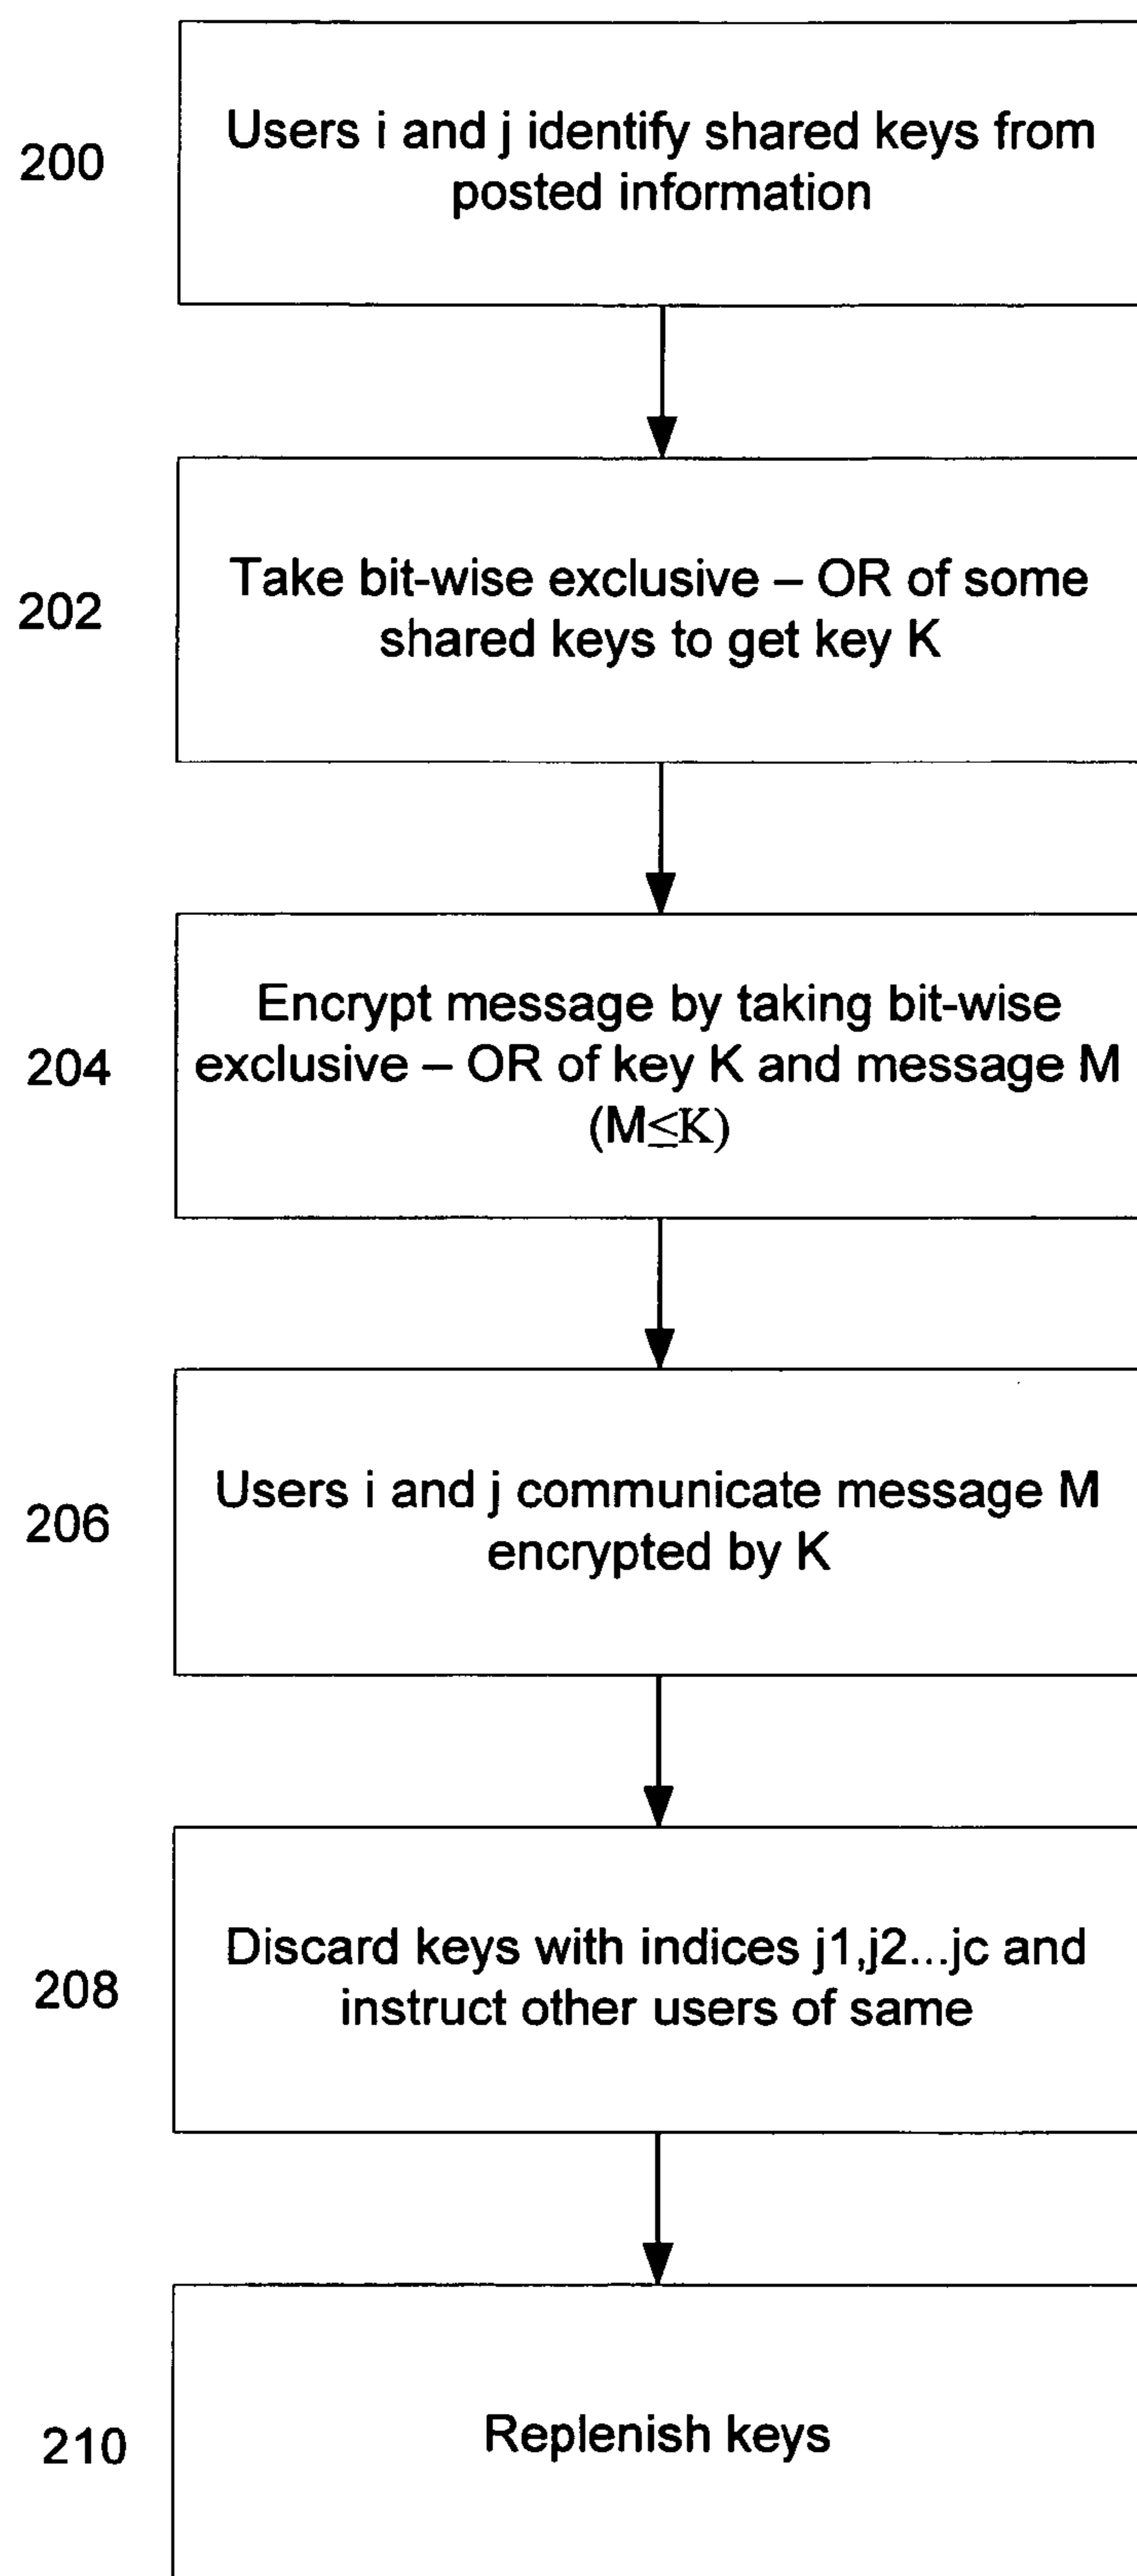 200
Users i and j identify shared keys from
posted information
202
Take bit-wise exclusive – OR of some
shared keys to get key K
204
Encrypt message by taking bit-wise
exclusive – OR of key K and message M
(M≤K)
206
Users i and j communicate message M
encrypted by K
208
Discard keys with indices j1,j2...jc and
instruct other users of same
210
Replenish keys